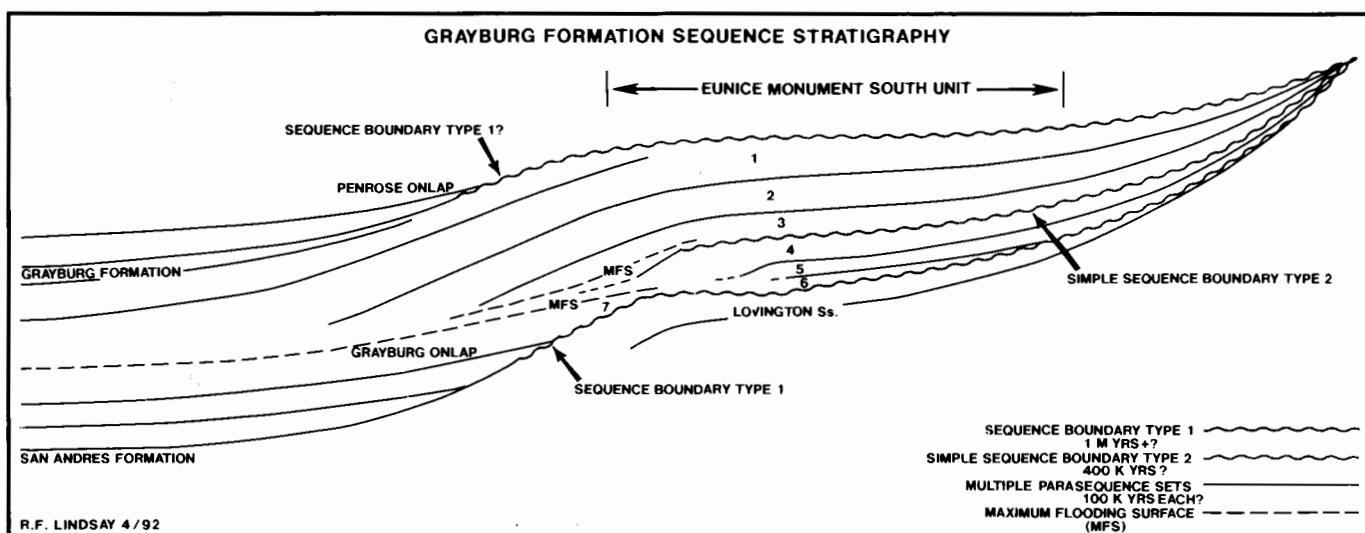 GRAYBURG FORMATION SEQUENCE STRATIGRAPHY
EUNICE MONUMENT SOUTH UNIT
SEQUENCE BOUNDARY TYPE 1?
PENROSE ONLAP
1
2
3
4
5
6
7
GRAYBURG FORMATION
MFS
MFS
SIMPLE SEQUENCE BOUNDARY TYPE 2
LOVINGTON Ss.
GRAYBURG ONLAP
SEQUENCE BOUNDARY TYPE 1
SAN ANDRES FORMATION
SEQUENCE BOUNDARY TYPE 1
1 M YRS+?
SIMPLE SEQUENCE BOUNDARY TYPE 2
400 K YRS?
MULTIPLE PARASEQUENCE SETS
100 K YRS EACH?
MAXIMUM FLOODING SURFACE
(MFS)
R.F. LINDSAY 4/92